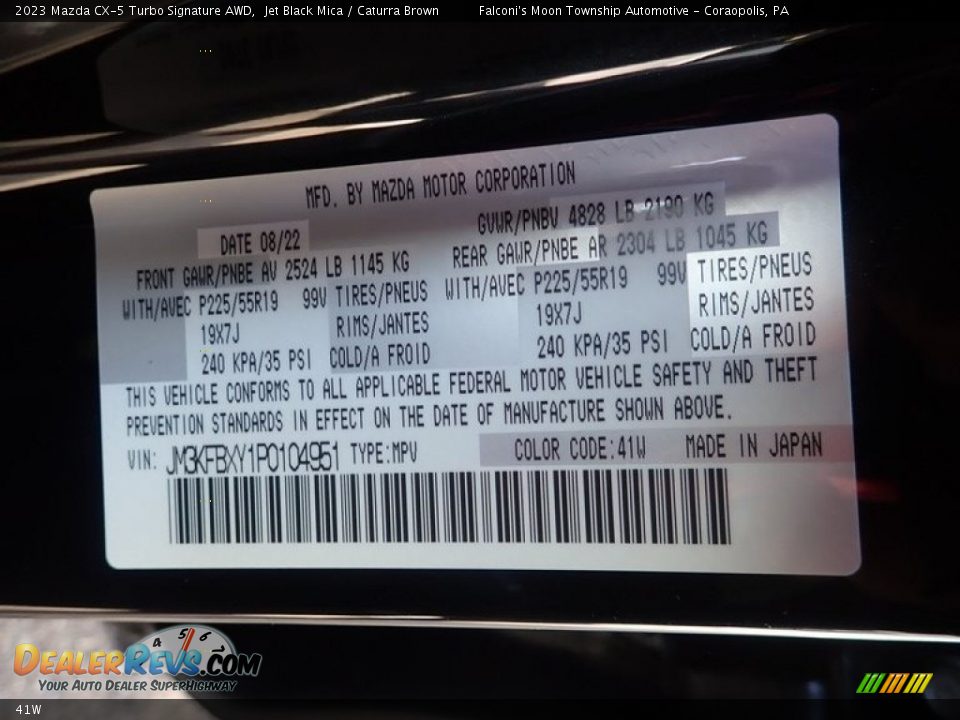 2023 Mazda CX-5 Turbo Signature AWD,  Jet Black Mica / Caturra Brown    Falconi's Moon Township Automotive - Coraopolis, PA
MFD. BY MAZDA MOTOR CORPORATION
DATE 08/22    GVWR/PNBV 4828 LB 2190 KG
FRONT GAWR/PNBE AV 2524 LB 1145 KG    REAR GAWR/PNBE AR 2304 LB 1045 KG
WITH/AVEC P225/55R19  99V TIRES/PNEUS    WITH/AVEC P225/55R19  99V TIRES/PNEUS
19X7J    RIMS/JANTES    19X7J    RIMS/JANTES
240 KPA/35 PSI  COLD/A FROID    240 KPA/35 PSI  COLD/A FROID
THIS VEHICLE CONFORMS TO ALL APPLICABLE FEDERAL MOTOR VEHICLE SAFETY AND THEFT
PREVENTION STANDARDS IN EFFECT ON THE DATE OF MANUFACTURE SHOWN ABOVE.
VIN: JM3KFBXY1P0104951 TYPE:MPV    COLOR CODE:41W    MADE IN JAPAN
4 5 6
DEALERREVS.COM
YOUR AUTO DEALER SUPERHIGHWAY
41W